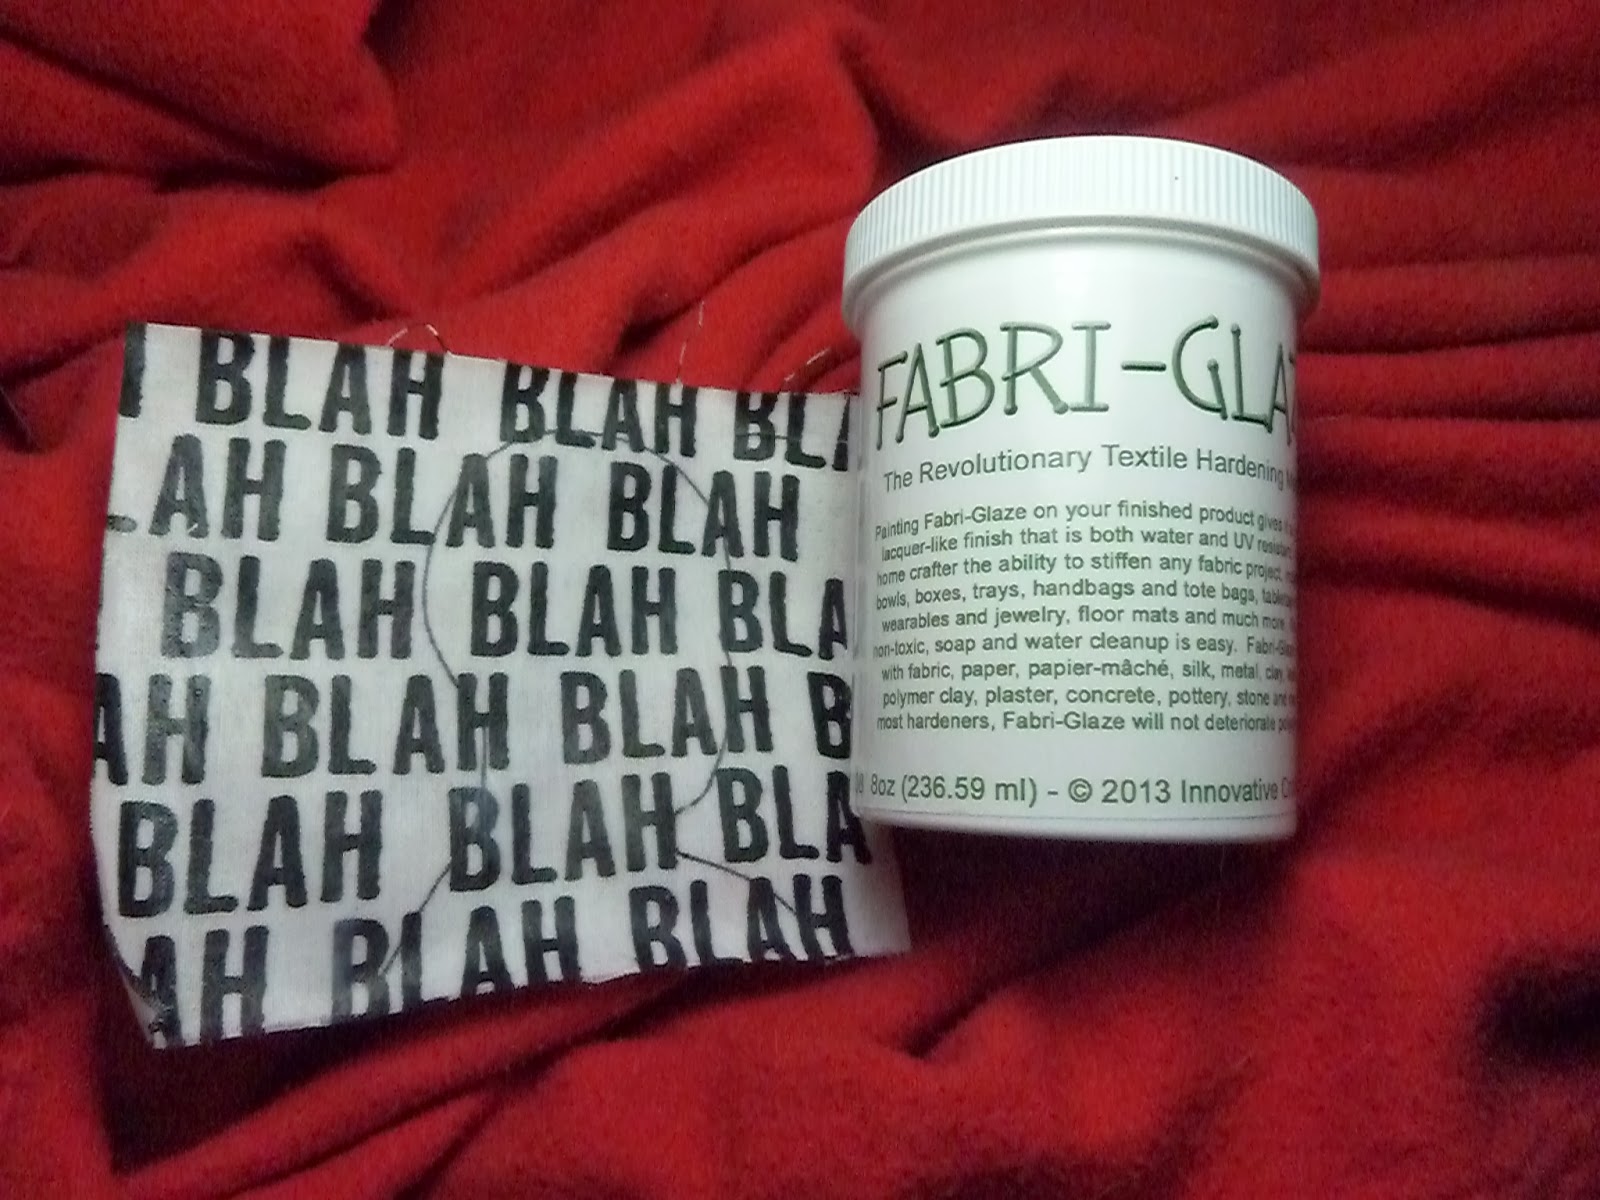 BLAH BLAH BLA
AH BLAH BLAH
BLAH BLAH BLA
AH BLAH BLAH B
BLAH BLAH BLA
AH BLAH BLAH
FABRI-GLAZ
The Revolutionary Textile Hardening
Painting Fabri-Glaze on your finished product gives
lacquer-like finish that is both water and UV
home crafter the ability to stiffen any fabric project,
bowls, boxes, trays, handbags and tote bags,
wearables and jewelry, floor mats and much more
non-toxic, soap and water cleanup is easy. Fabri-Gla
with fabric, paper, papier-mâché, silk, metal, clay,
polymer clay, plaster, concrete, pottery, stone and
most hardeners, Fabri-Glaze will not deteriorate
8oz (236.59 ml) - © 2013 Innovative